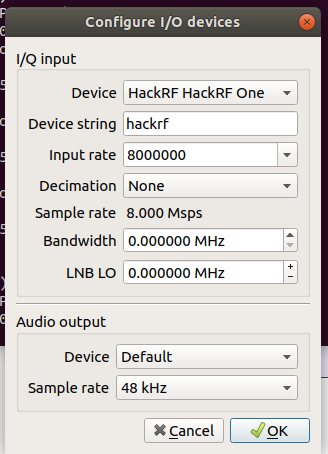 Configure I/O devices
I/Q input
Device HackRF HackRF One
Device string hackrf
Input rate 8000000
Decimation None
Sample rate 8.000 Msps
Bandwidth 0.000000 MHz
LNB LO 0.000000 MHz
Audio output
Device Default
Sample rate 48 kHz
Cancel OK